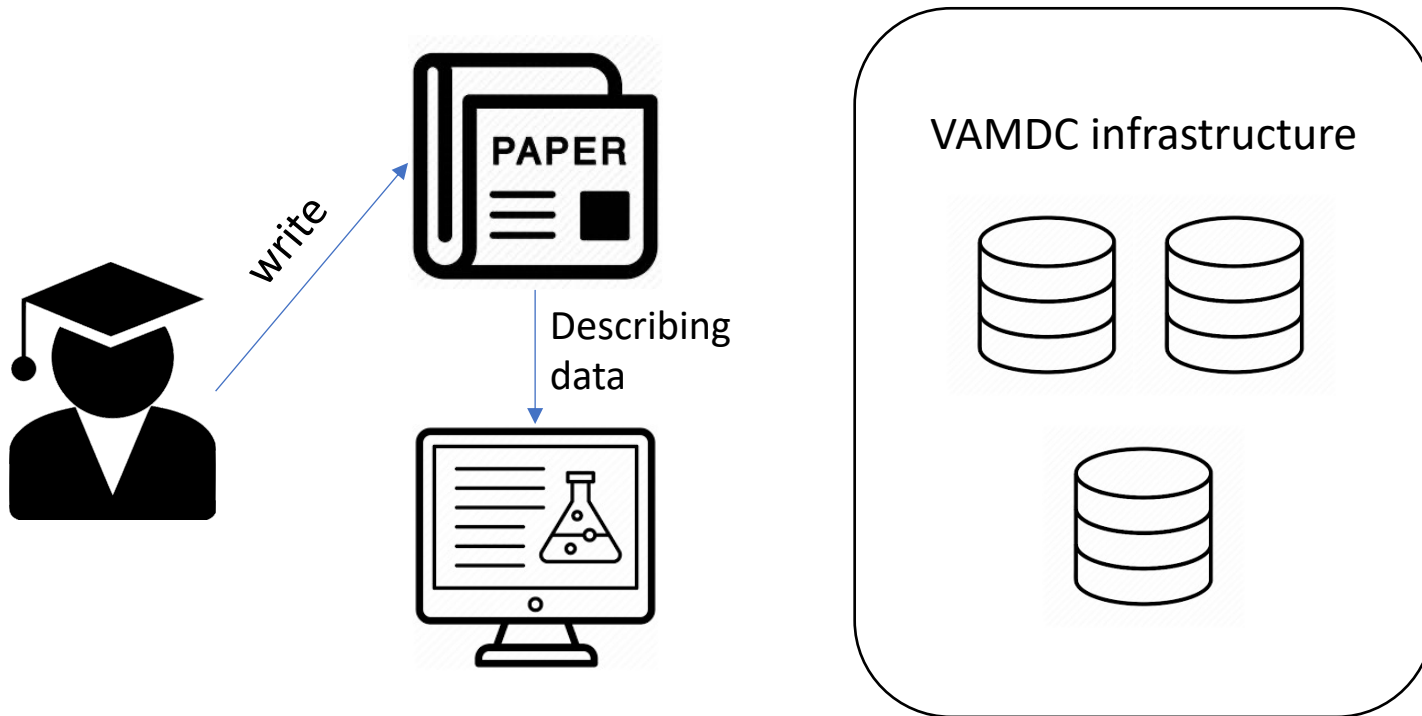 write
PAPER
Describing
data
VAMDC infrastructure